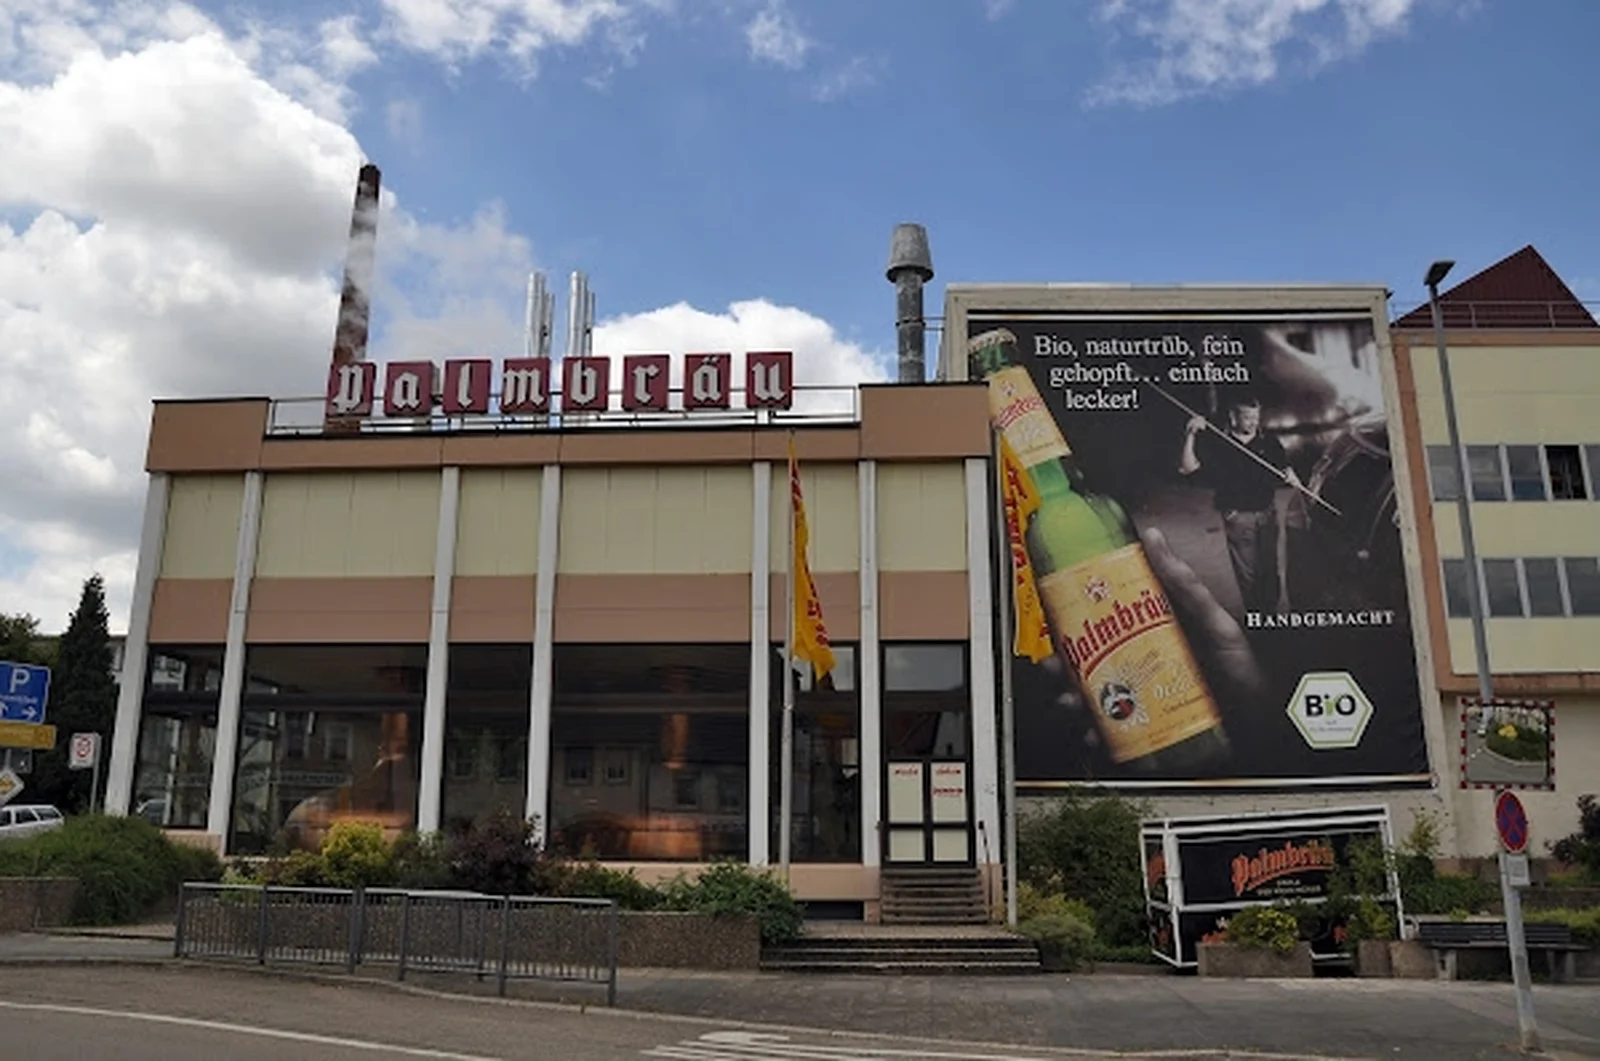 Palmbräu
Bio, naturtrüb, fein
gehopft... einfach
lecker!
Palmbräu
HANDGEMACHT
BiO
P
Palmbräu